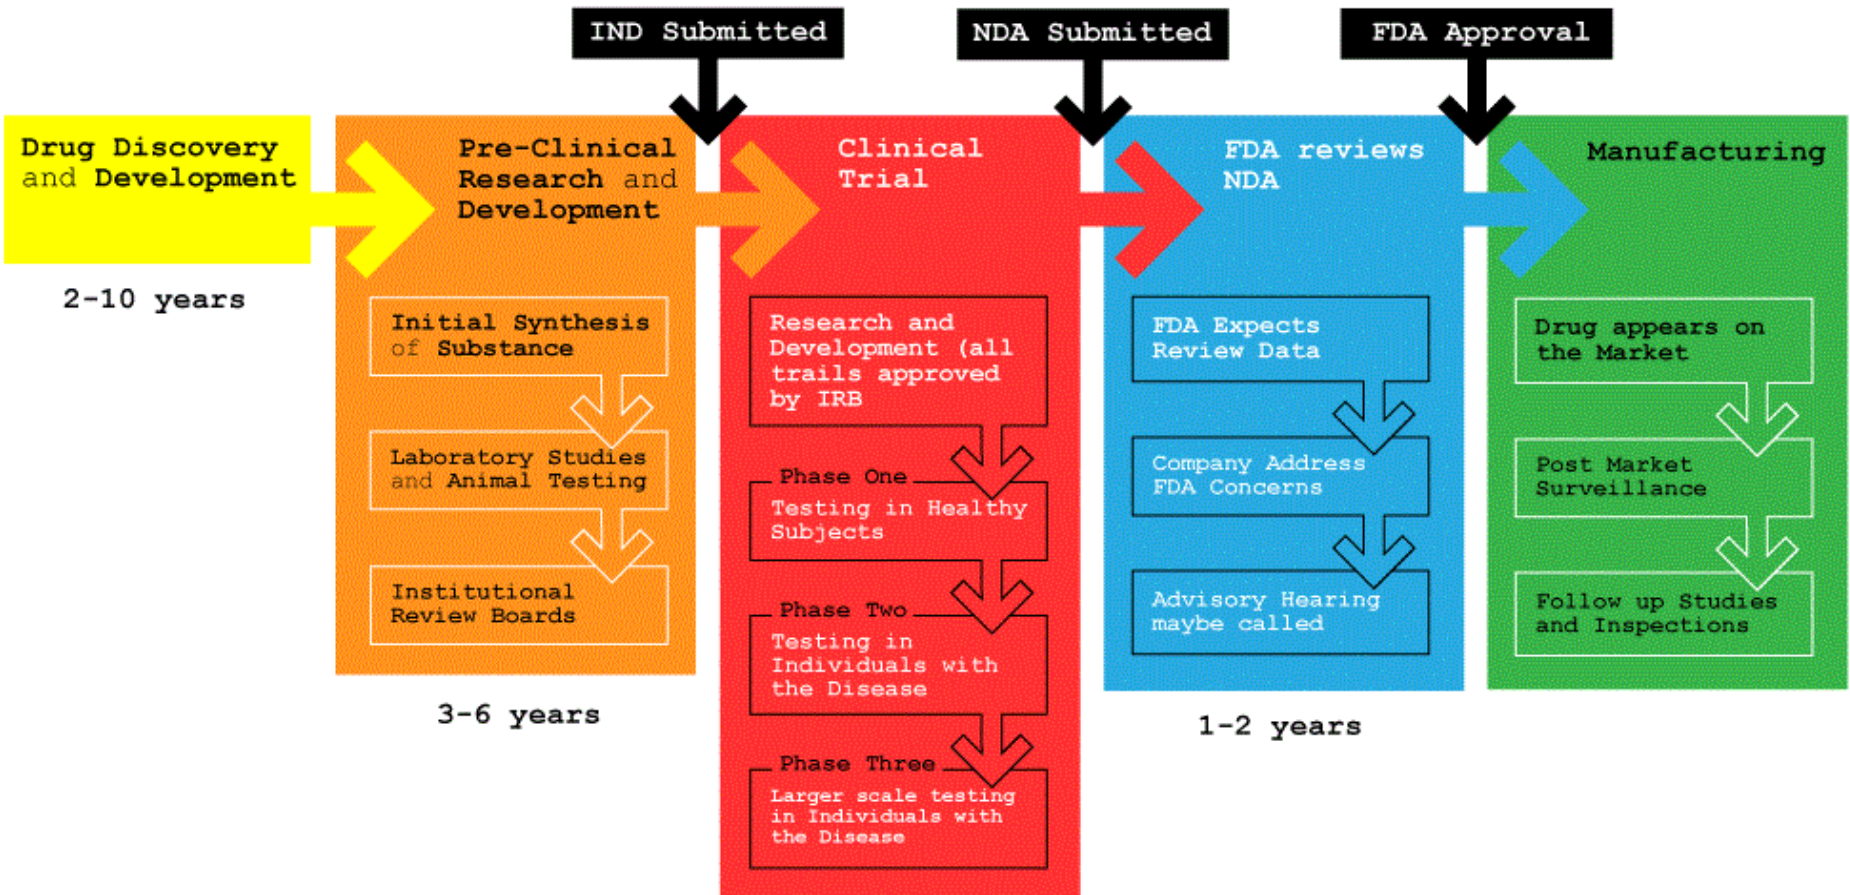 IND Submitted
NDA Submitted
FDA Approval
Drug Discovery
and Development
2-10 years
Pre-Clinical
Research and
Development
Initial Synthesis
of Substance
Laboratory Studies
and Animal Testing
Institutional
Review Boards
3-6 years
Clinical
Trial
Research and
Development (all
trails approved
by IRB
Phase One
Testing in Healthy
Subjects
Phase Two
Testing in
Individuals with
the Disease
Phase Three
Larger scale testing
in Individuals with
the Disease
FDA reviews
NDA
FDA Expects
Review Data
Company Address
FDA Concerns
Advisory Hearing
maybe called
1-2 years
Manufacturing
Drug appears on
the Market
Post Market
Surveillance
Follow up Studies
and Inspections